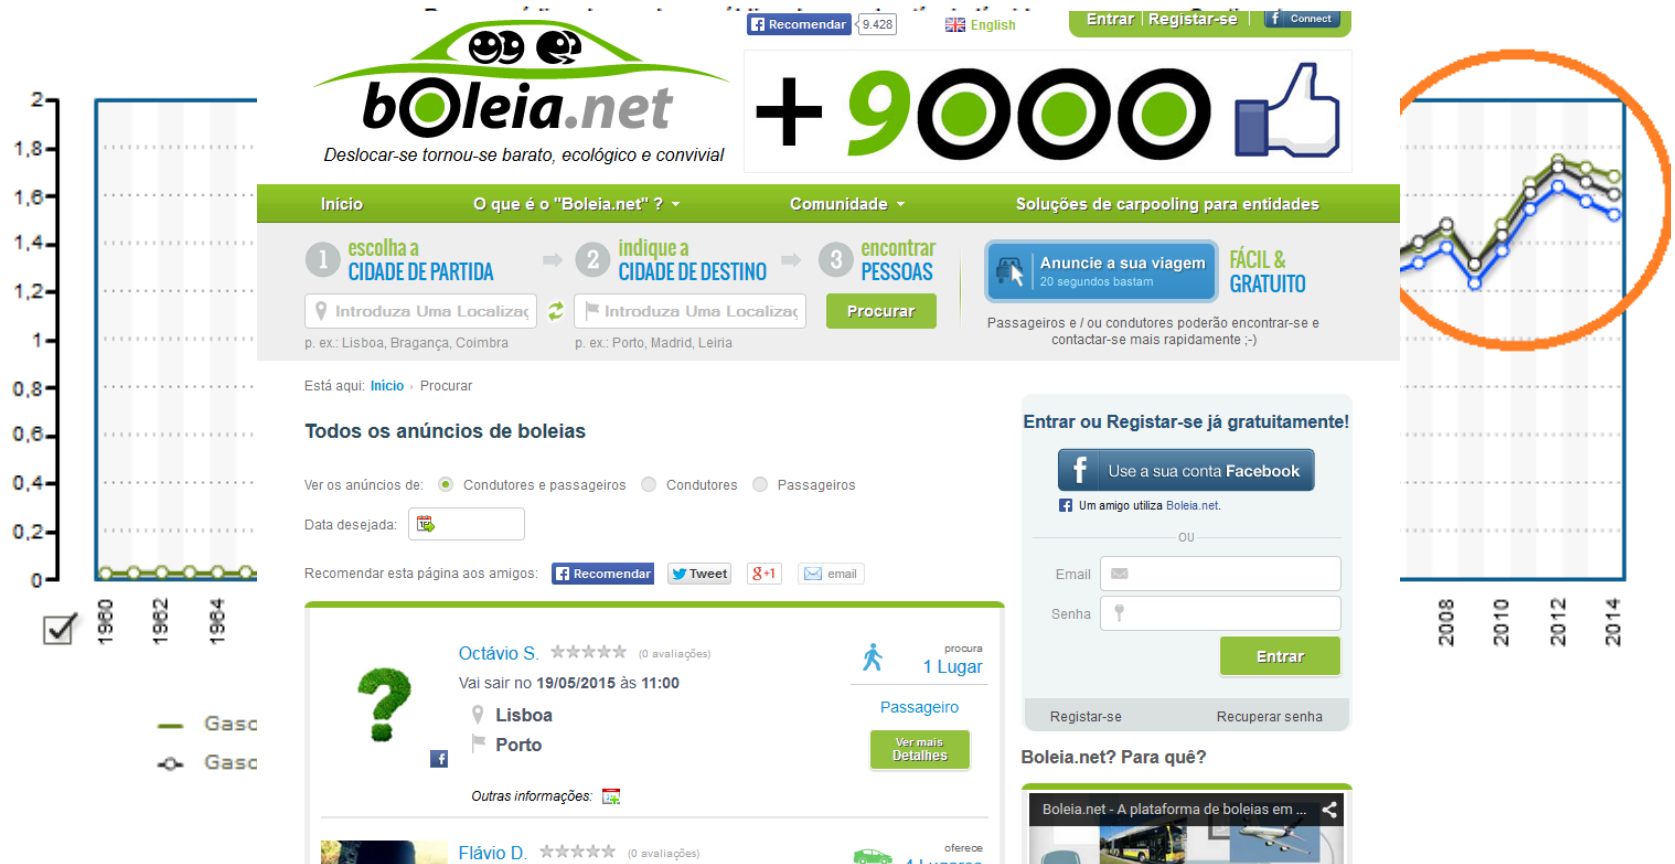 Recomendar 9.428
English
Entrar | Registar-se
Connect
bOleia.net
Deslocar-se tornou-se barato, ecológico e convivial
+ 9000
Início
O que é o "Boleia.net" ?
Comunidade
Soluções de carpooling para entidades
1 escolha a
CIDADE DE PARTIDA
2 indique a
CIDADE DE DESTINO
3 encontrar
PESSOAS
Introduza Uma Localizaç
Introduza Uma Localizaç
Procurar
p. ex.: Lisboa, Bragança, Coimbra
p. ex.: Porto, Madrid, Leiria
Anuncie a sua viagem
20 segundos bastam
FÁCIL &
GRATUITO
Passageiros e / ou condutores poderão encontrar-se e
contactar-se mais rapidamente ;-)
Está aqui: Início › Procurar
Todos os anúncios de boleias
Ver os anúncios de: Condutores e passageiros Condutores Passageiros
Data desejada:
Recomendar esta página aos amigos: Recomendar Tweet g+1 email
Octávio S. (0 avaliações)
Vai sair no 19/05/2015 às 11:00
Lisboa
Porto
Outras informações:
procura
1 Lugar
Passageiro
Ver mais
Detalhes
Flávio D. (0 avaliações)
oferece
Entrar ou Registar-se já gratuitamente!
Use a sua conta Facebook
Um amigo utiliza Boleia.net.
OU
Email
Senha
Entrar
Registar-se
Recuperar senha
Boleia.net? Para quê?
Boleia.net - A plataforma de boleias em ...
2
1,8
1,6
1,4
1,2
1
0,8
0,6
0,4
0,2
0
1960
1962
1964
2008
2010
2012
2014
Gaso
Gaso